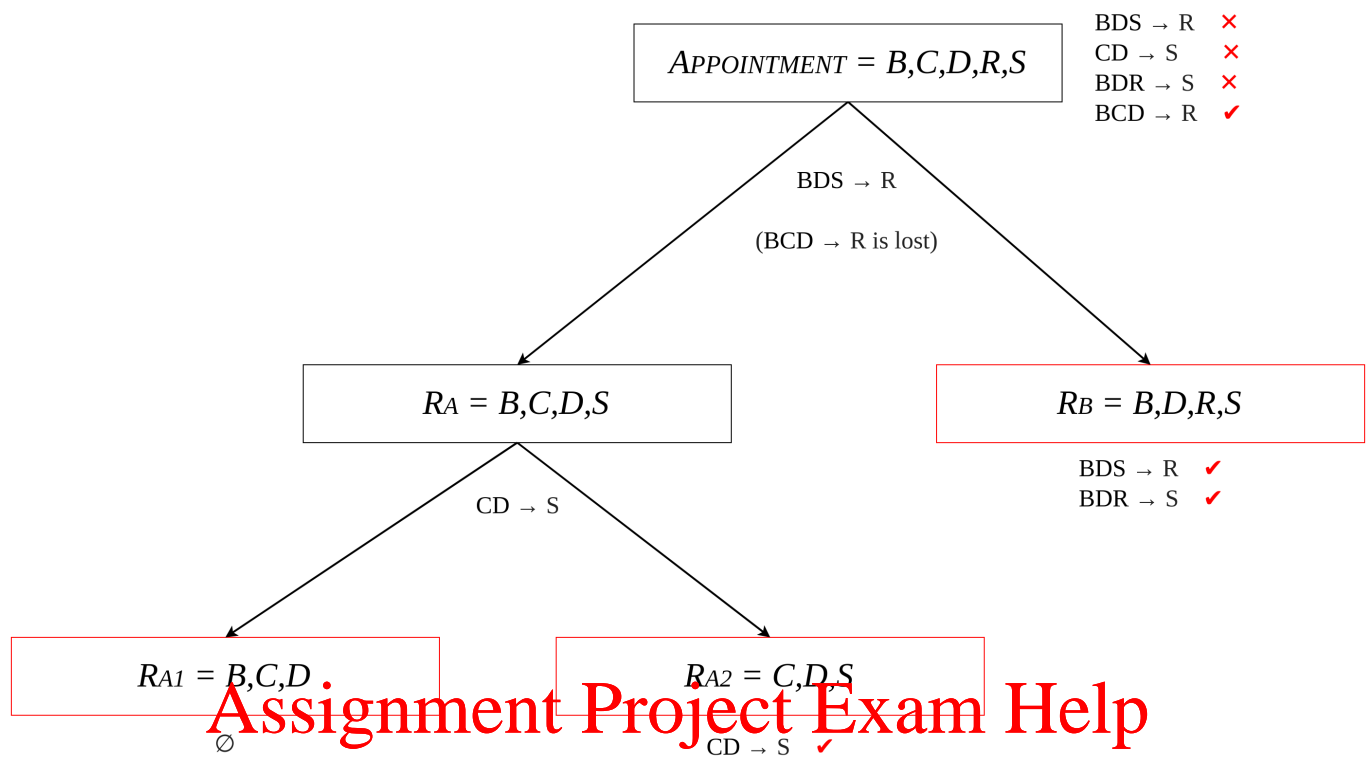 APPOINTMENT = B,C,D,R,S
BDS → R ✕
CD → S ✕
BDR → S ✕
BCD → R ✔
BDS → R
(BCD → R is lost)
RA = B,C,D,S
RB = B,D,R,S
BDS → R ✔
BDR → S ✔
CD → S
RA1 = B,C,D
RA2 = C,D,S
Assignment Project Exam Help
∅
CD → S ✔